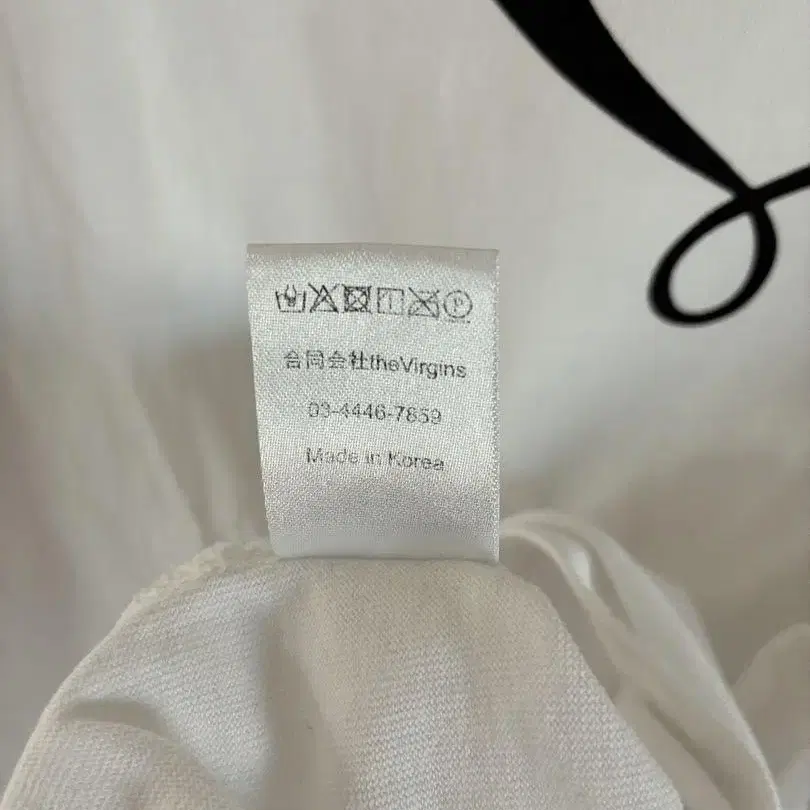 合同会社theVirgins
03-4446-7859
Made in Korea